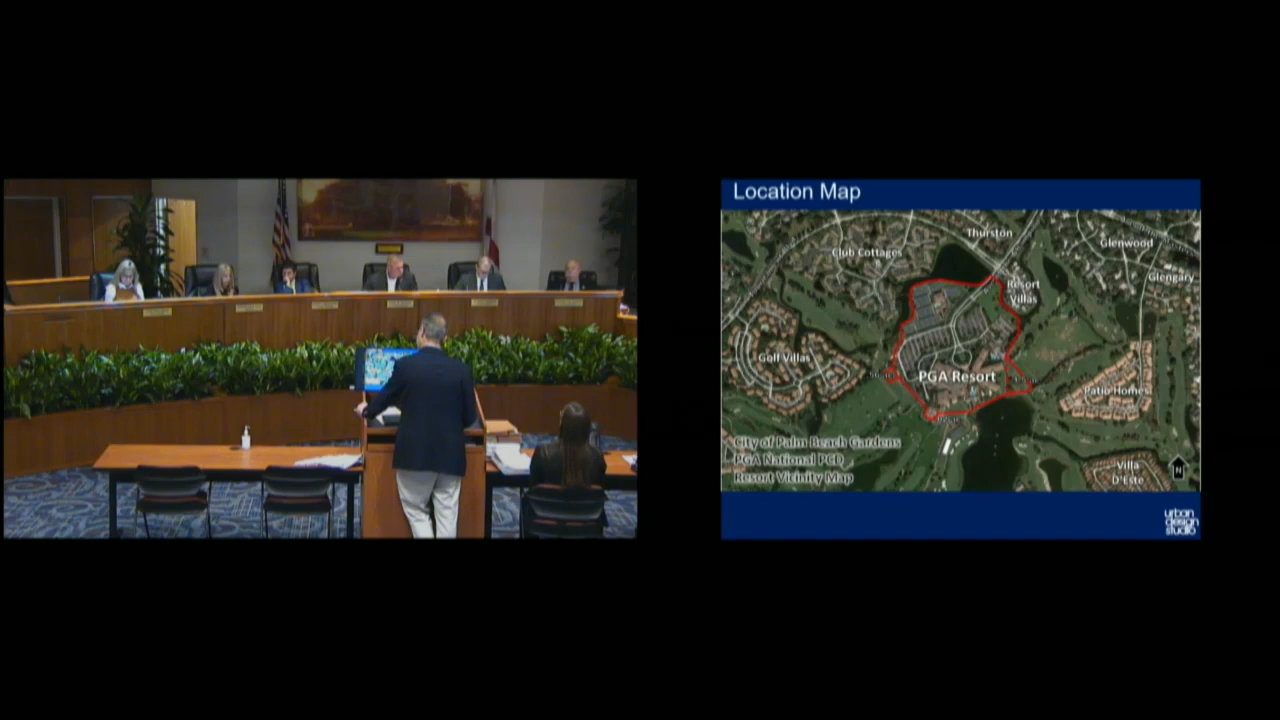 Location Map
Thurston
Club Cottages
Glenwood
Glengary
Resort
Villas
Golf Villas
PGA Resort
Patio Homes
City of Palm Beach Gardens
PGA National PCD
Resort Vicinity Map
Villa
D'Este
N
urban
design
studio